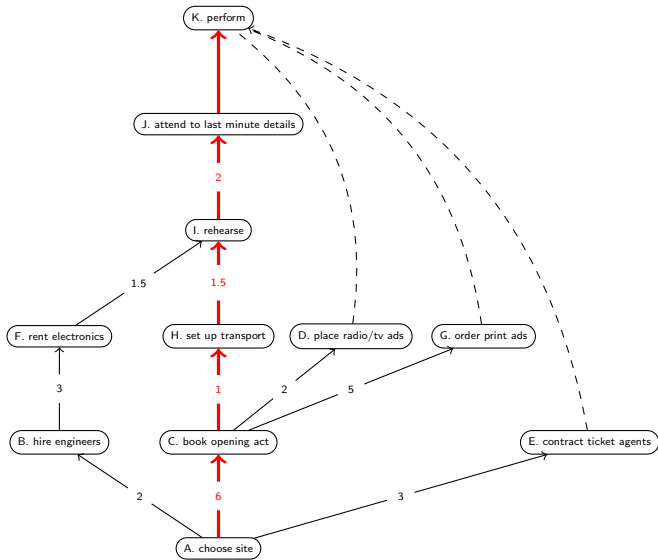 K. perform
J. attend to last minute details
2
I. rehearse
1.5
1.5
F. rent electronics
H. set up transport
D. place radio/tv ads
G. order print ads
3
1
2
5
B. hire engineers
C. book opening act
E. contract ticket agents
2
6
3
A. choose site